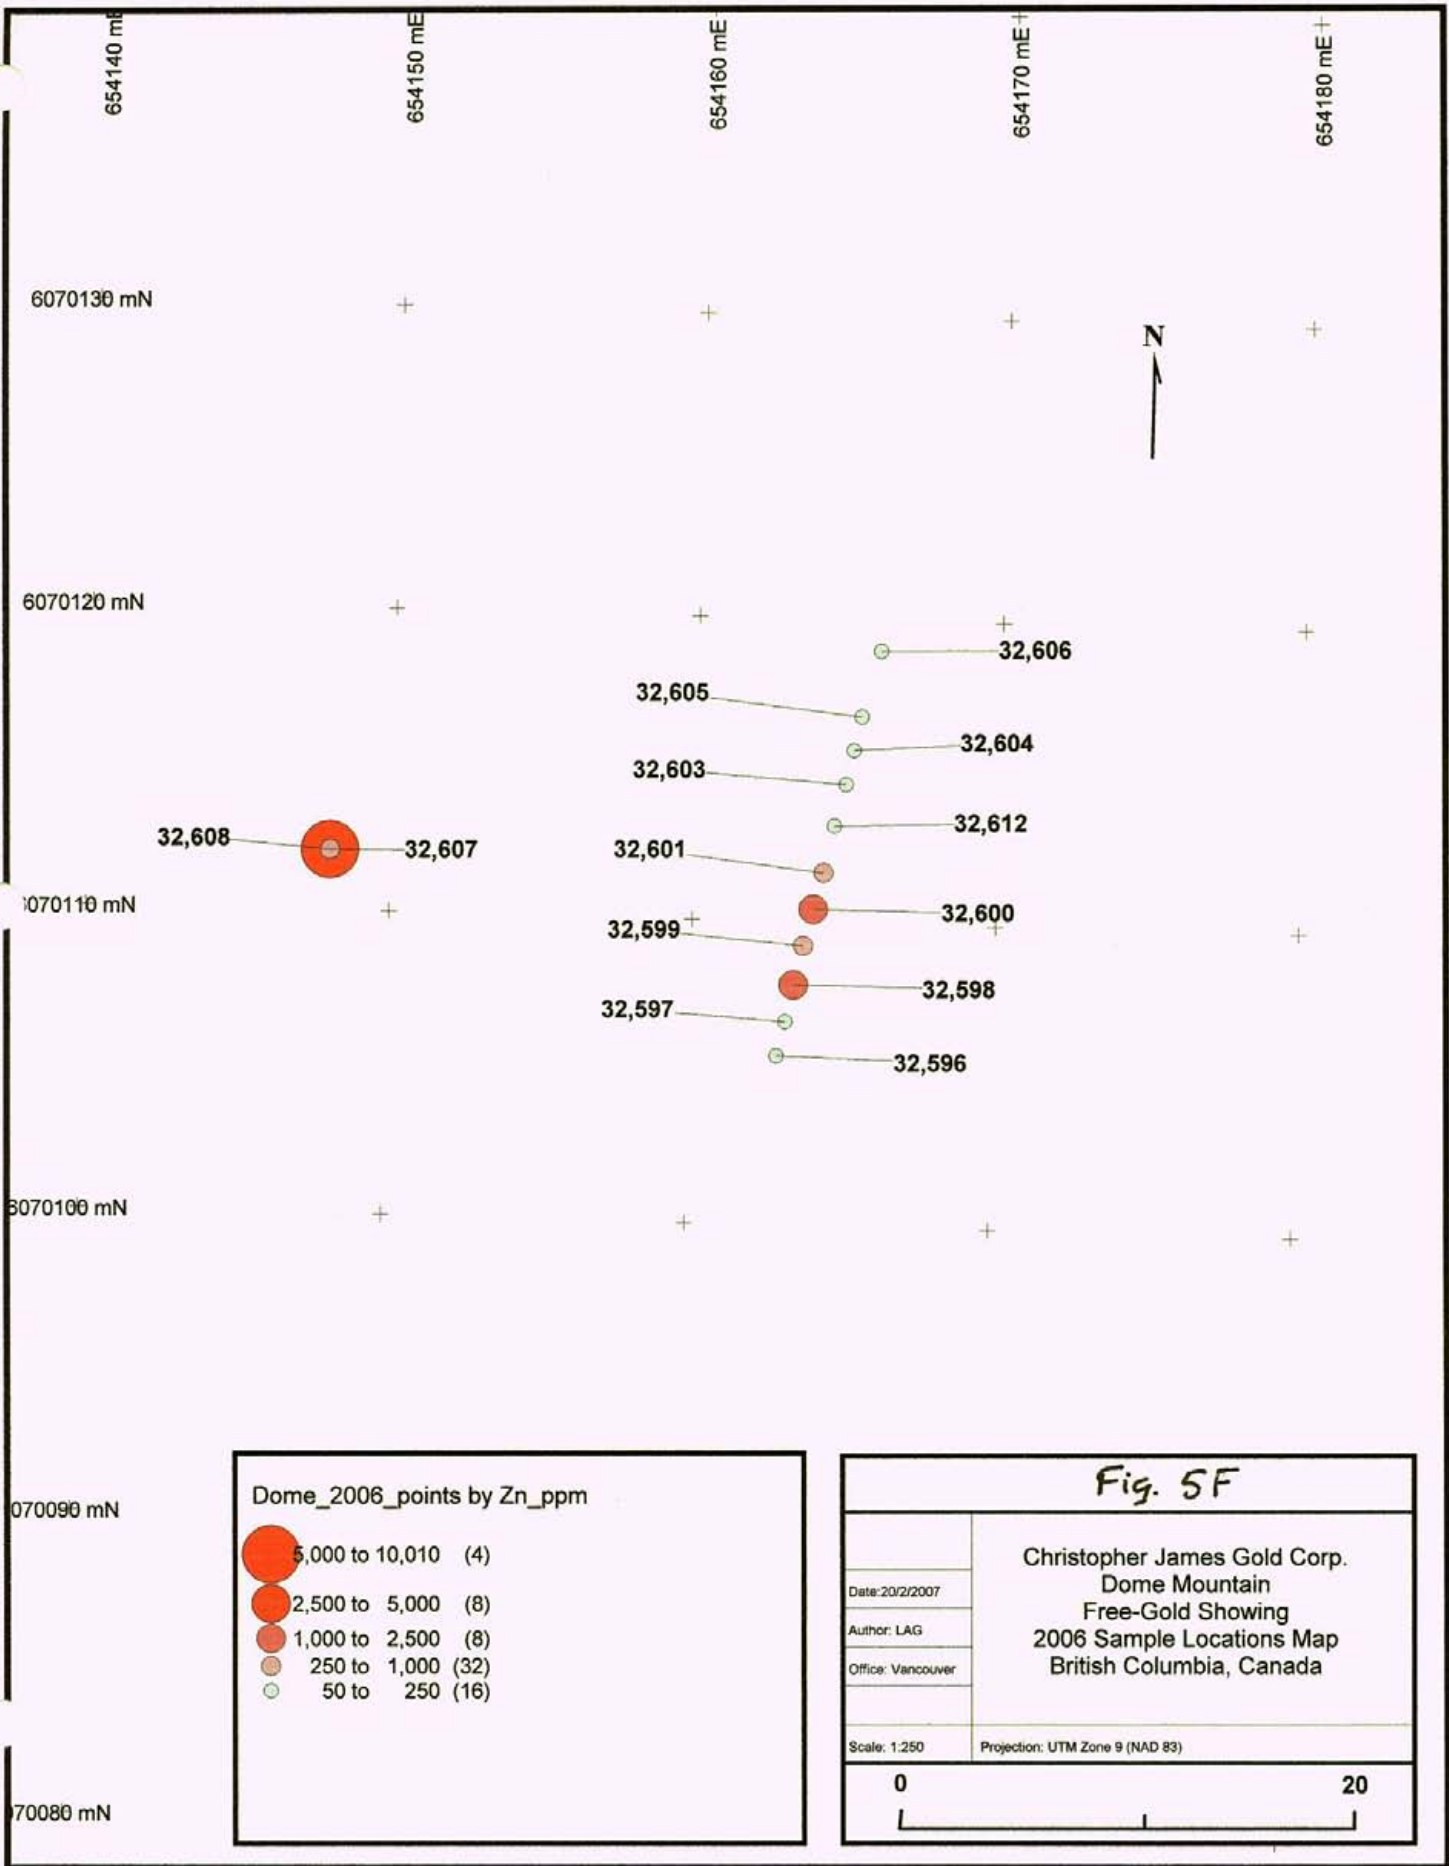 654140 mE
654150 mE
654160 mE
654170 mE
654180 mE
6070130 mN
N
6070120 mN
32,606
32,605
32,604
32,603
32,612
32,608
32,607
32,601
6070110 mN
32,600
32,599
32,598
32,597
32,596
6070100 mN
070090 mN
70080 mN
Dome_2006_points by Zn_ppm
5,000 to 10,010 (4)
2,500 to 5,000 (8)
1,000 to 2,500 (8)
250 to 1,000 (32)
50 to 250 (16)
Fig. 5F
Christopher James Gold Corp.
Dome Mountain
Free-Gold Showing
2006 Sample Locations Map
British Columbia, Canada
Date:20/2/2007
Author: LAG
Office: Vancouver
Scale: 1:250
Projection: UTM Zone 9 (NAD 83)
0 20